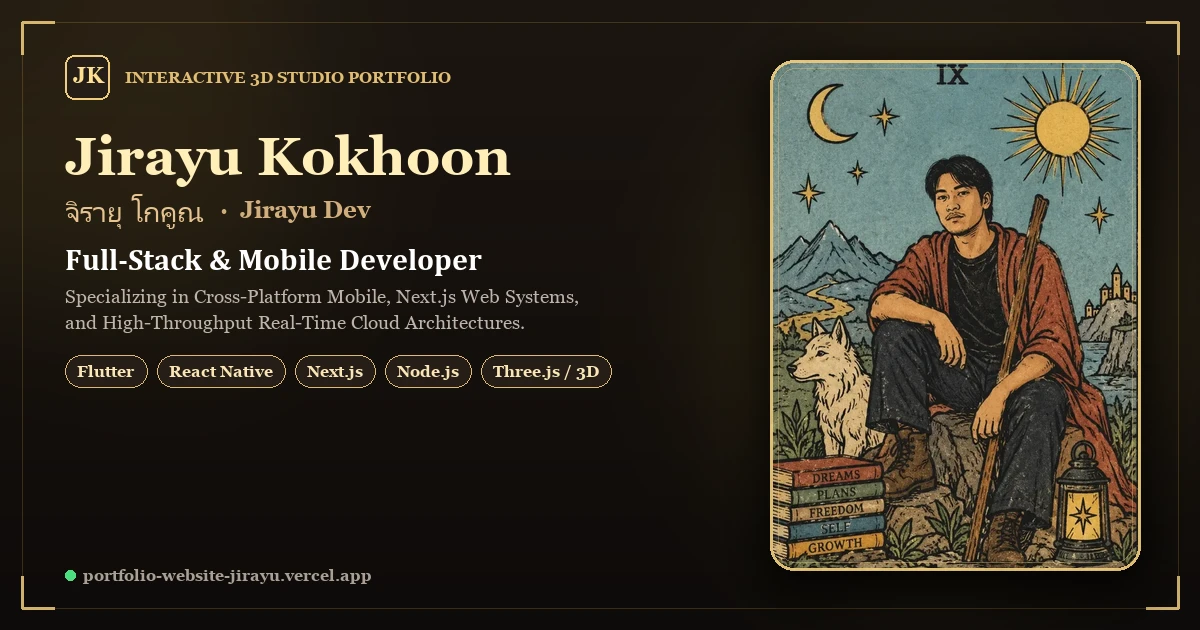 JK INTERACTIVE 3D STUDIO PORTFOLIO
Jirayu Kokhoon
จิรายุ โกคูณ · Jirayu Dev
Full-Stack & Mobile Developer
Specializing in Cross-Platform Mobile, Next.js Web Systems,
and High-Throughput Real-Time Cloud Architectures.
Flutter React Native Next.js Node.js Three.js / 3D
portfolio-website-jirayu.vercel.app
IX
DREAMS
PLANS
FREEDOM
SELF
GROWTH